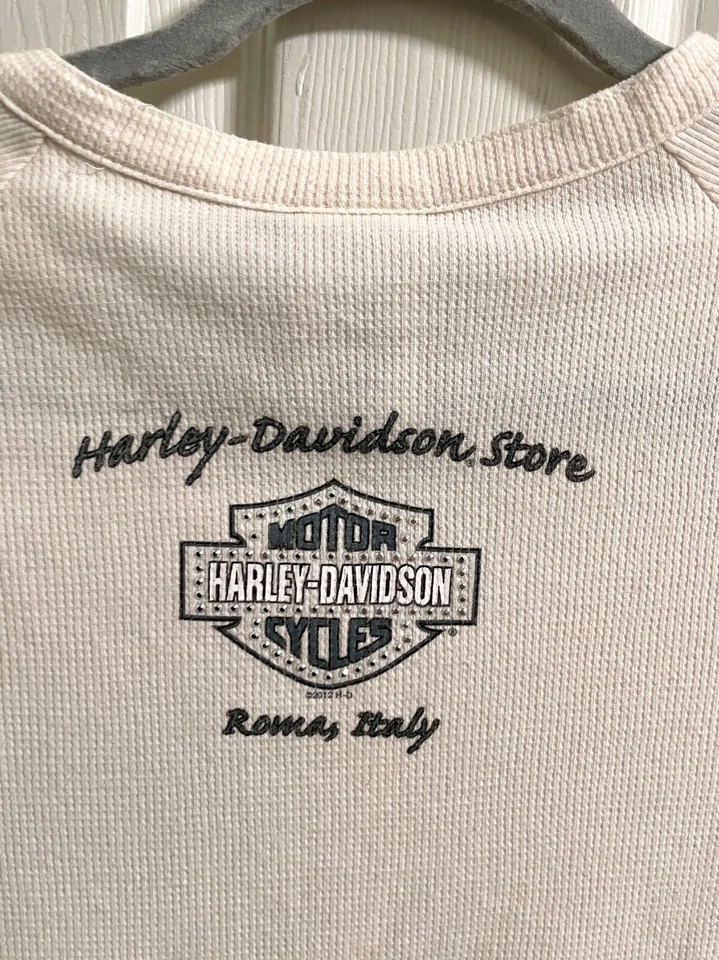 Harley-Davidson® Store
MOTOR
HARLEY-DAVIDSON
CYCLES®
©2012 H-D
Roma, Italy